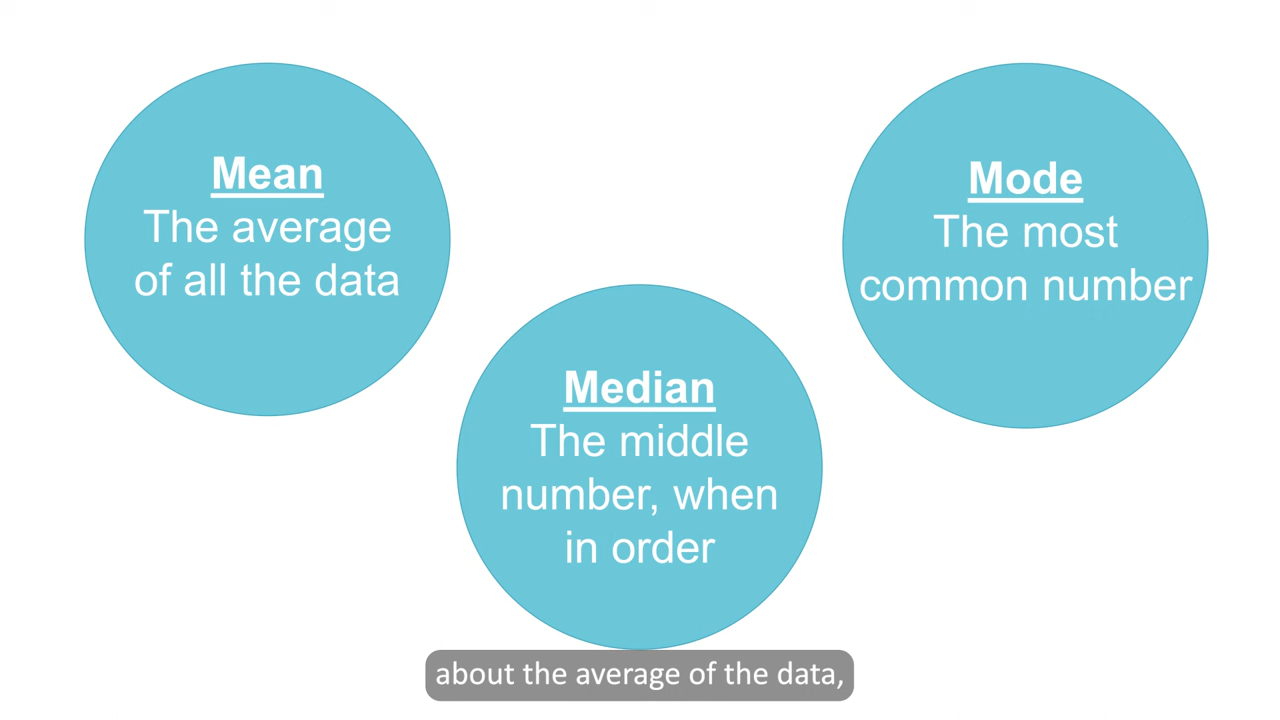 Mean
The average
of all the data
Mode
The most
common number
Median
The middle
number, when
in order
about the average of the data,